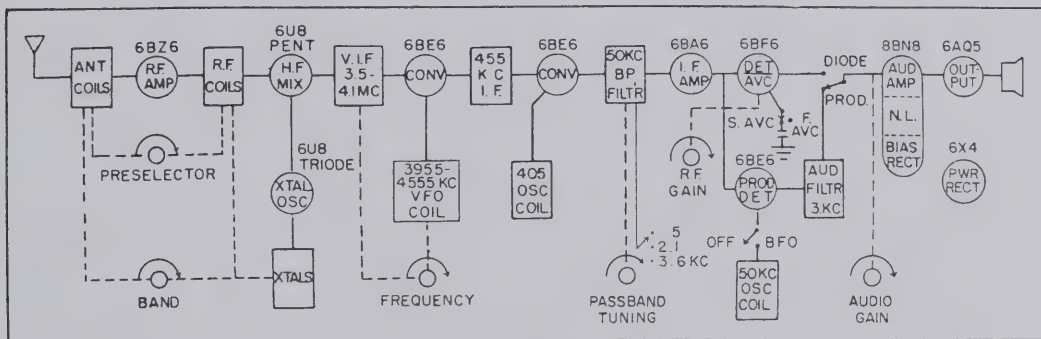 ANT
COILS
6BZ6
R.F.
AMP
R.F.
COILS
6U8
PENT
H.F
MIX
V.I.F
3.5-
4.1MC
6BE6
CONV
455
K C
I. F.
6BE6
CONV
50KC
BP.
FILTR
6BA6
I. F.
AMP
6BF6
DET
AVC
DIODE
PROD.
8BN8
AUD
AMP
N.L.
BIAS
RECT
6AQ5
OUT-
PUT
PRESELECTOR
6U8
TRIODE
XTAL
OSC
3955-
4555 KC
VFO
COIL
405
OSC
COIL
S. AVC
F.
AVC
RF
GAIN
6BE6
PROD
DET
AUD
FILTR
3.KC
6X4
PWR
RECT
BAND
XTALS
FREQUENCY
PASSBAND
TUNING
.5
2.1
3.6 KC
OFF
BFO
50KC
OSC
COIL
AUDIO
GAIN